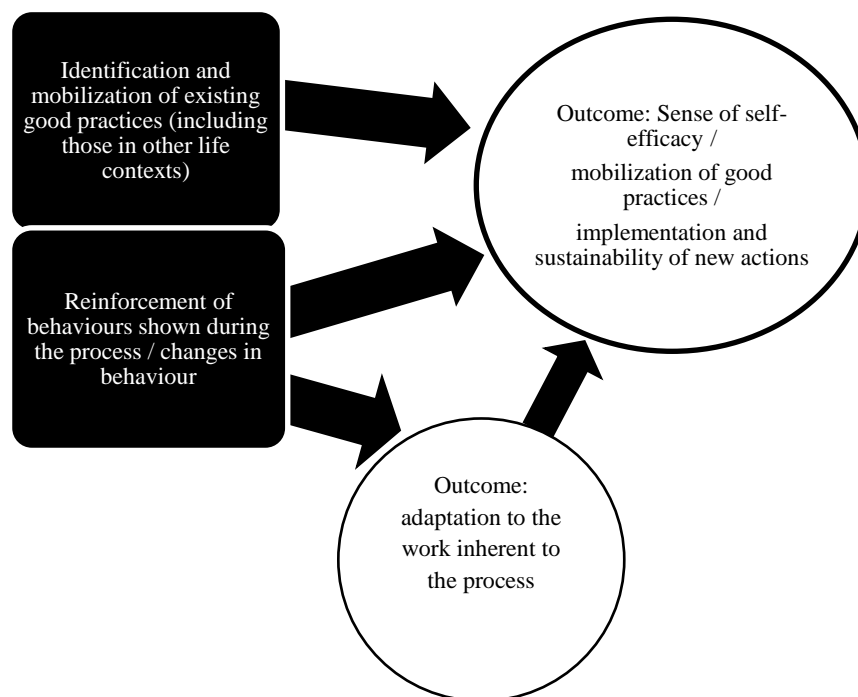 Identification and
mobilization of existing
good practices (including
those in other life
contexts)
Reinforcement of
behaviours shown during
the process / changes in
behaviour
Outcome: Sense of self-
efficacy /
mobilization of good
practices /
implementation and
sustainability of new actions
Outcome:
adaptation to the
work inherent to
the process